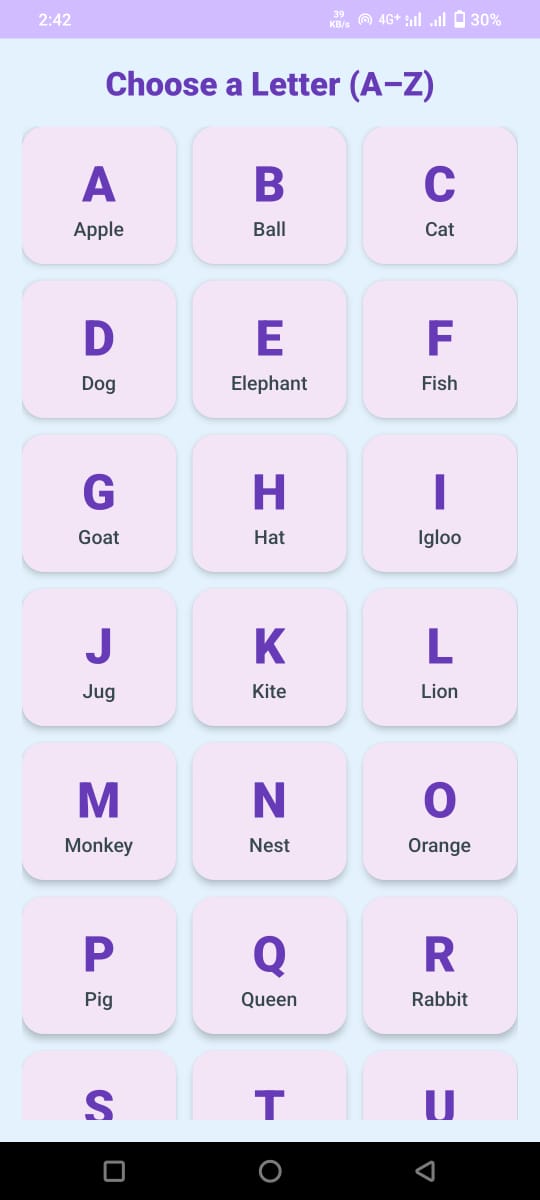 2:42 39 KB/s 4G+ 30%
Choose a Letter (A–Z)
A B C
Apple Ball Cat
D E F
Dog Elephant Fish
G H I
Goat Hat Igloo
J K L
Jug Kite Lion
M N O
Monkey Nest Orange
P Q R
Pig Queen Rabbit
S T U